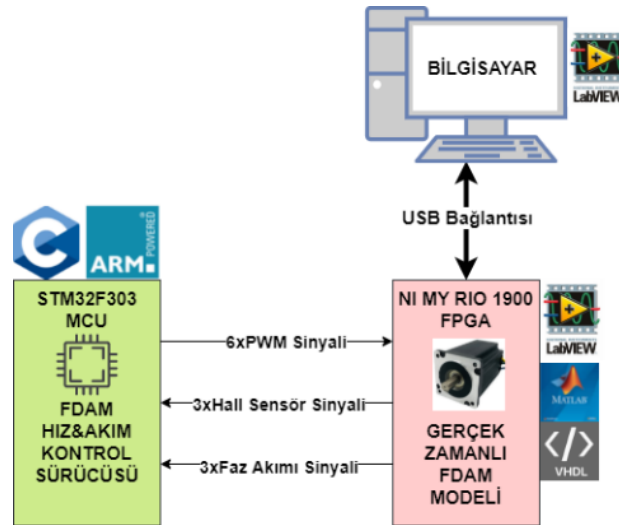 BİLGİSAYAR
LabVIEW
USB Bağlantısı
ARM
POWERED
STM32F303
MCU
FDAM
HIZ&AKIM
KONTROL
SÜRÜCÜSÜ
6xPWM Sinyali
3xHall Sensör Sinyali
3xFaz Akımı Sinyali
NI MY RIO 1900
FPGA
GERÇEK
ZAMANLI
FDAM
MODELİ
LabVIEW
MATLAB
</>
VHDL